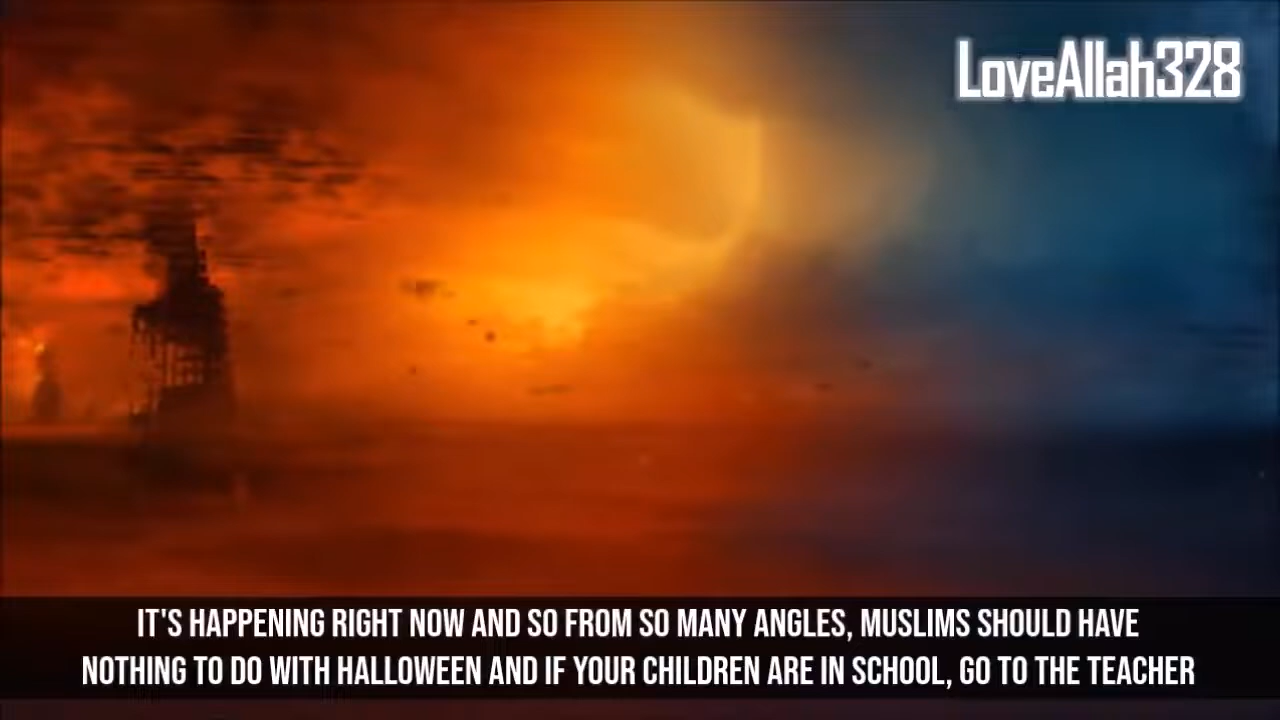 LoveAllah328
IT'S HAPPENING RIGHT NOW AND SO FROM SO MANY ANGLES, MUSLIMS SHOULD HAVE
NOTHING TO DO WITH HALLOWEEN AND IF YOUR CHILDREN ARE IN SCHOOL, GO TO THE TEACHER